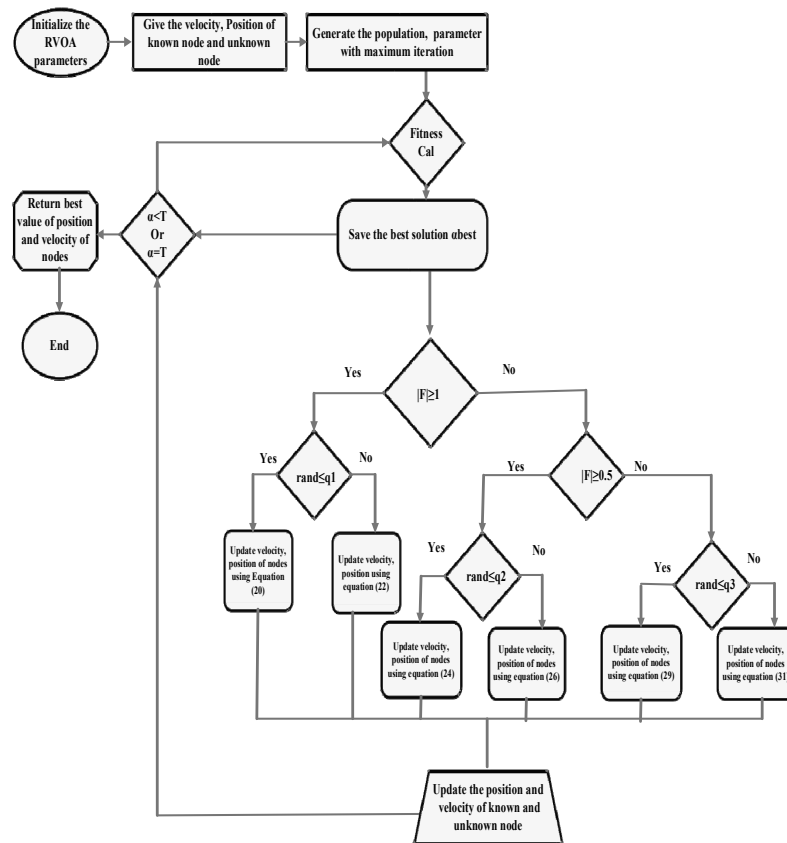 Initialize the
RVOA
parameters
Give the velocity, Position of
known node and unknown
node
Generate the population, parameter
with maximum iteration
Fitness
Cal
Return best
value of position
and velocity of
nodes
α<T
Or
α=T
Save the best solution αbest
End
Yes
No
|F|≥1
Yes
No
rand≤q1
Yes
No
|F|≥0.5
Update velocity,
position of nodes
using Equation
(20)
Update velocity,
position using
equation (22)
Yes
No
rand≤q2
Yes
No
rand≤q3
Update velocity,
position of nodes
using equation
(24)
Update velocity,
position of nodes
using equation (26)
Update velocity,
position of nodes
using equation
(29)
Update velocity,
position of nodes
using equation (31)
Update the position and
velocity of known and
unknown node